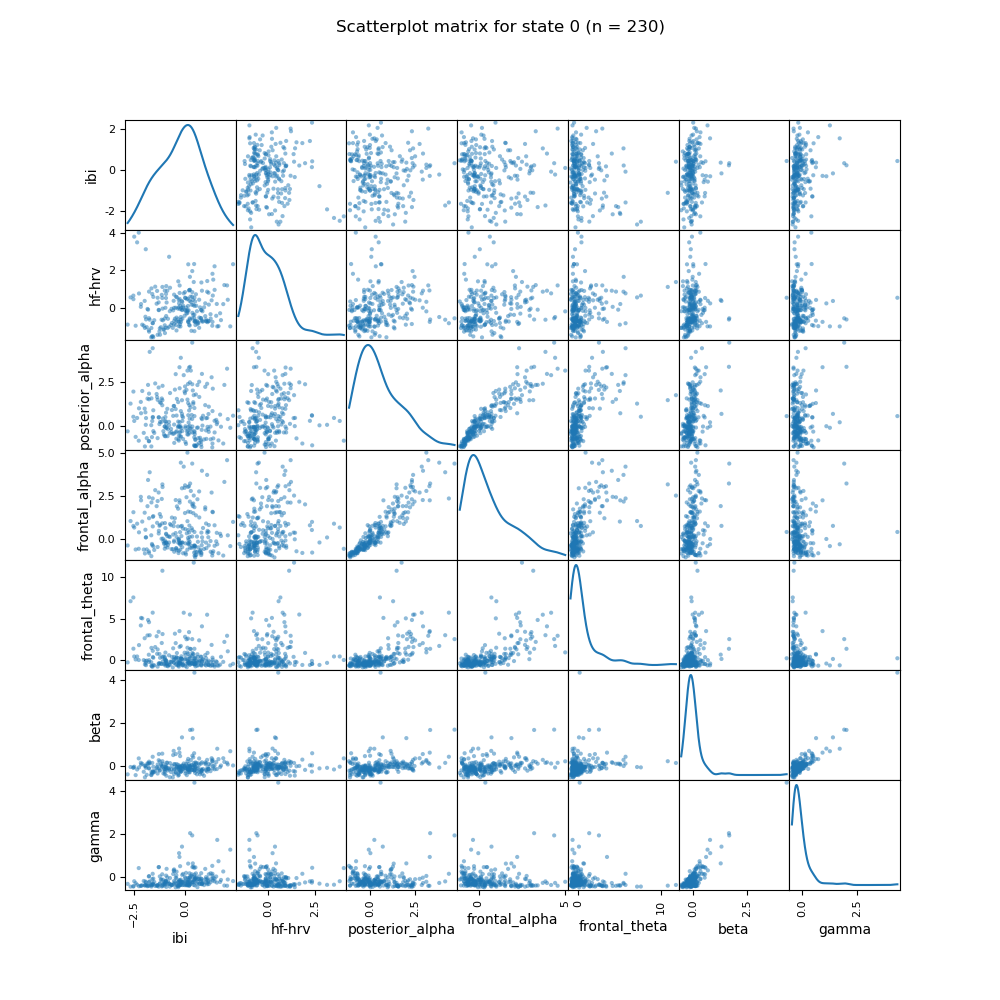 Scatterplot matrix for state 0 (n = 230)
ibi
2
0
-2
hf-hrv
4
2
0
posterior_alpha
2.5
0.0
frontal_alpha
5.0
2.5
0.0
frontal_theta
10
5
0
beta
4
2
0
gamma
4
2
0
−2.5 0.0 0.0 2.5 0.0 2.5 0 5 0 10 0.0 2.5 0.0 2.5
ibi hf-hrv posterior_alpha frontal_alpha frontal_theta beta gamma